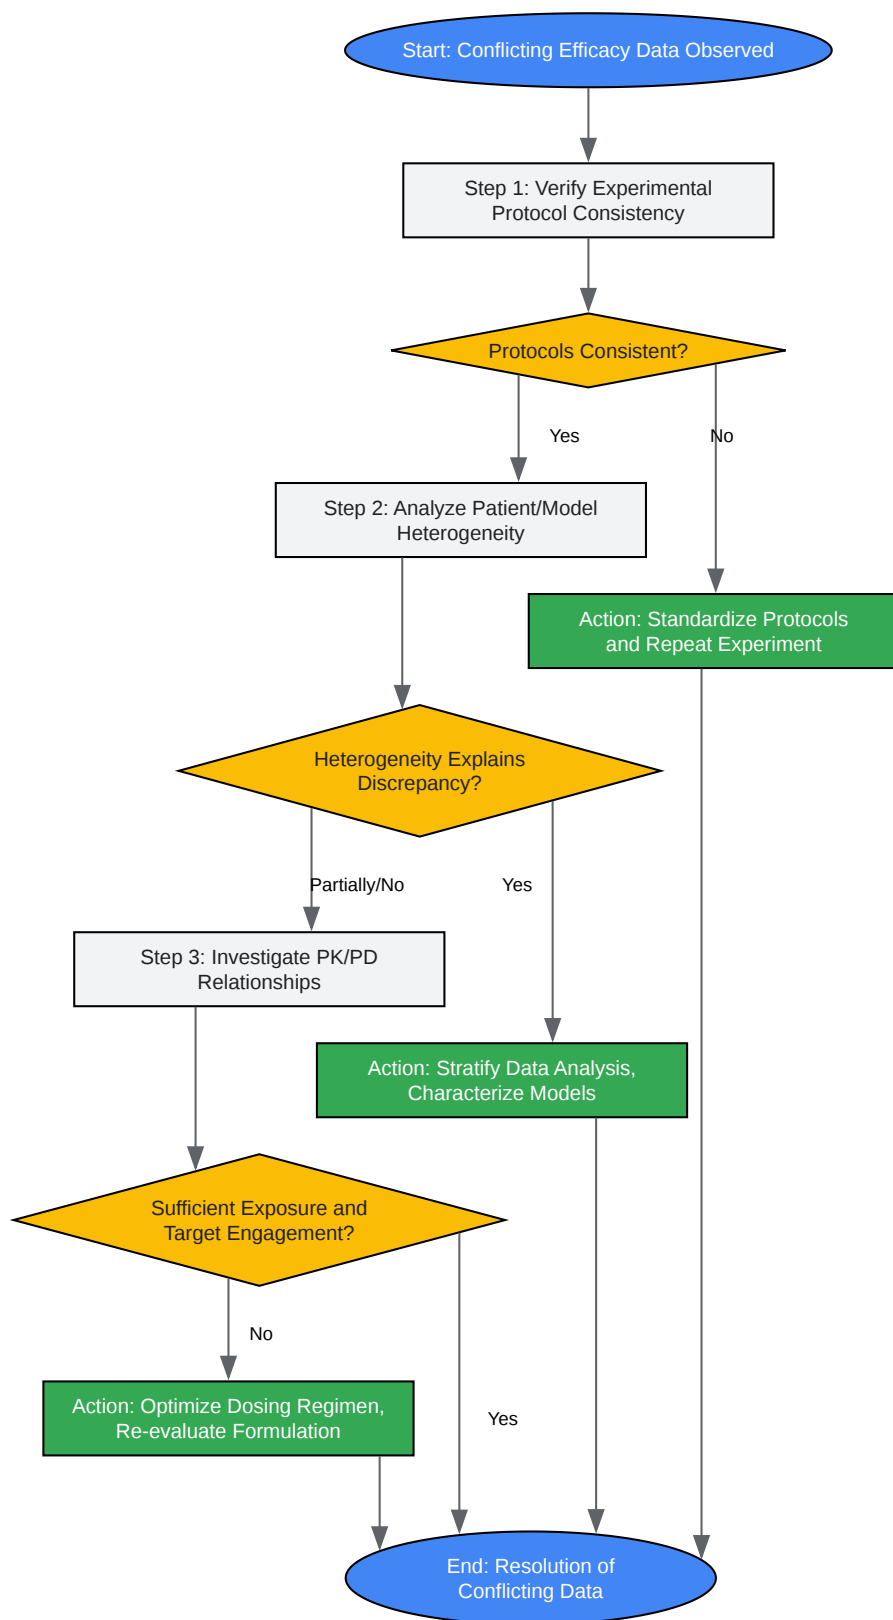 Start: Conflicting Efficacy Data Observed
Step 1: Verify Experimental
Protocol Consistency
Protocols Consistent?
Yes
No
Step 2: Analyze Patient/Model
Heterogeneity
Action: Standardize Protocols
and Repeat Experiment
Heterogeneity Explains
Discrepancy?
Partially/No
Yes
Step 3: Investigate PK/PD
Relationships
Action: Stratify Data Analysis,
Characterize Models
Sufficient Exposure and
Target Engagement?
No
Yes
Action: Optimize Dosing Regimen,
Re-evaluate Formulation
End: Resolution of
Conflicting Data